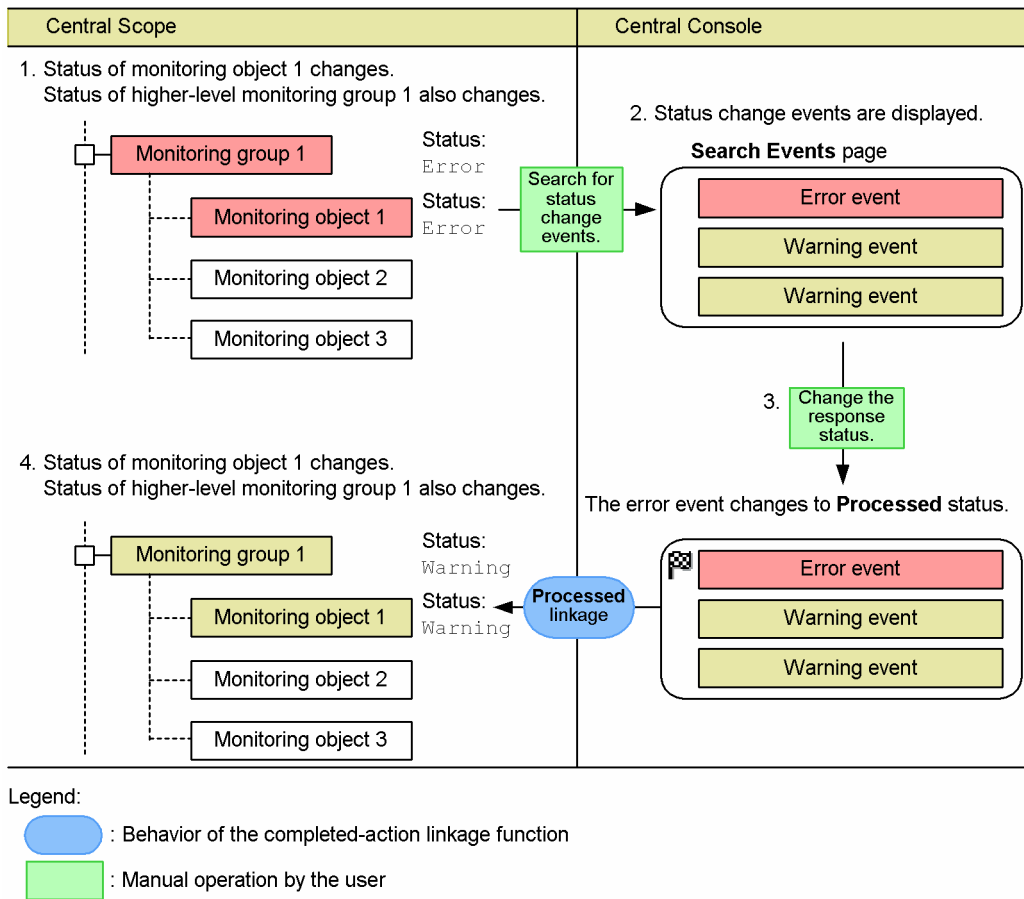 Central Scope
Central Console
1. Status of monitoring object 1 changes.
Status of higher-level monitoring group 1 also changes.
Monitoring group 1
Status:
Error
Monitoring object 1
Status:
Error
Monitoring object 2
Monitoring object 3
Search for
status
change
events.
2. Status change events are displayed.
Search Events page
Error event
Warning event
Warning event
3.
Change the
response
status.
The error event changes to Processed status.
4. Status of monitoring object 1 changes.
Status of higher-level monitoring group 1 also changes.
Monitoring group 1
Status:
Warning
Monitoring object 1
Status:
Warning
Monitoring object 2
Monitoring object 3
Processed
linkage
Error event
Warning event
Warning event
Legend:
: Behavior of the completed-action linkage function
: Manual operation by the user